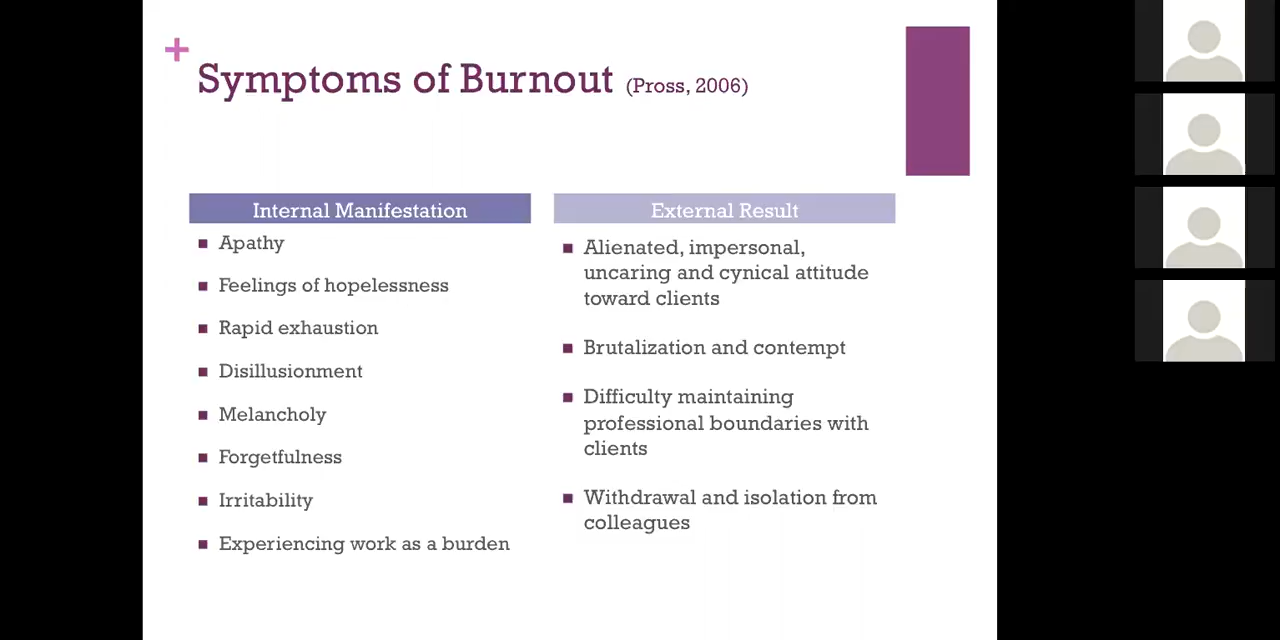 Symptoms of Burnout (Pross, 2006)
Internal Manifestation
Apathy
Feelings of hopelessness
Rapid exhaustion
Disillusionment
Melancholy
Forgetfulness
Irritability
Experiencing work as a burden
External Result
Alienated, impersonal,
uncaring and cynical attitude
toward clients
Brutalization and contempt
Difficulty maintaining
professional boundaries with
clients
Withdrawal and isolation from
colleagues